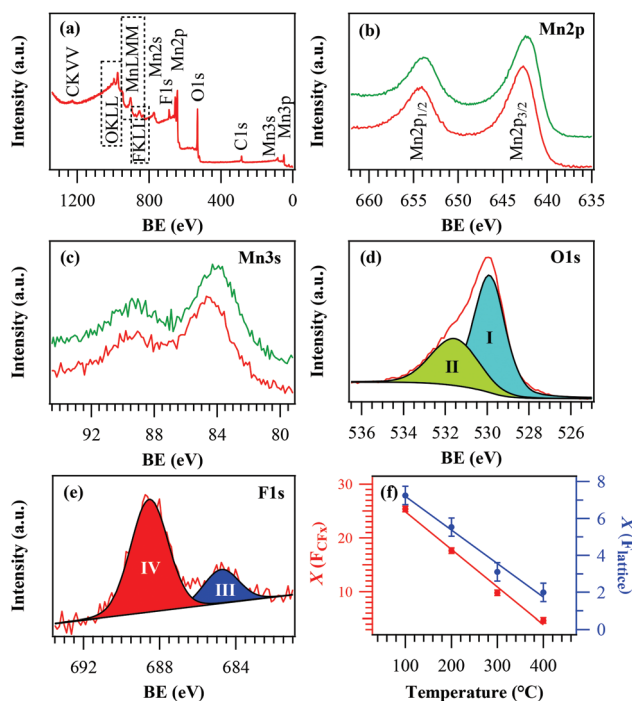 (a)
CKVV
OKLL
MnLMM
FKLL
Mn2s
F1s
Mn2p
O1s
C1s
Mn3s
Mn3p
Intensity (a.u.)
1200 800 400 0
BE (eV)
(b) Mn2p
Mn2p1/2
Mn2p3/2
Intensity (a.u.)
660 655 650 645 640 635
BE (eV)
(c) Mn3s
Intensity (a.u.)
92 88 84 80
BE (eV)
(d) O1s
I
II
Intensity (a.u.)
536 534 532 530 528 526
BE (eV)
(e) F1s
IV
III
Intensity (a.u.)
692 688 684
BE (eV)
(f)
X (FCFx)
30
20
10
X (Flattice)
8
6
4
2
0
100 200 300 400
Temperature (°C)